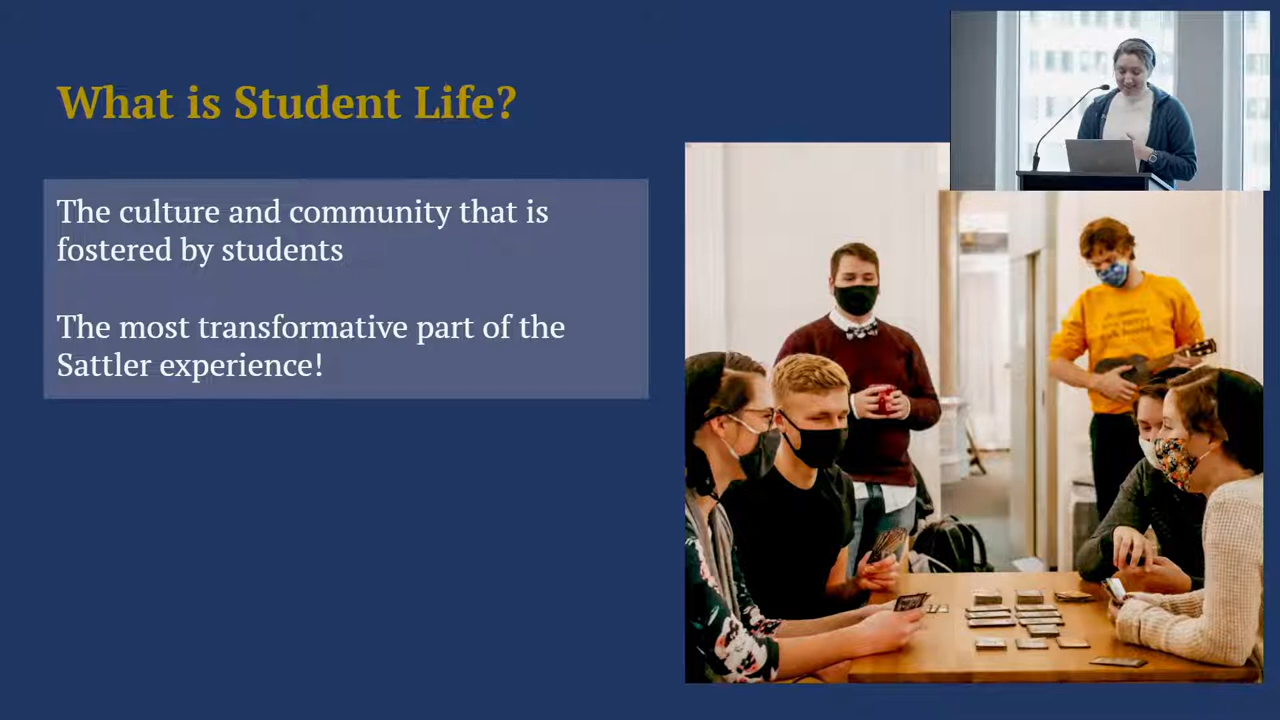 What is Student Life?
The culture and community that is
fostered by students
The most transformative part of the
Sattler experience!